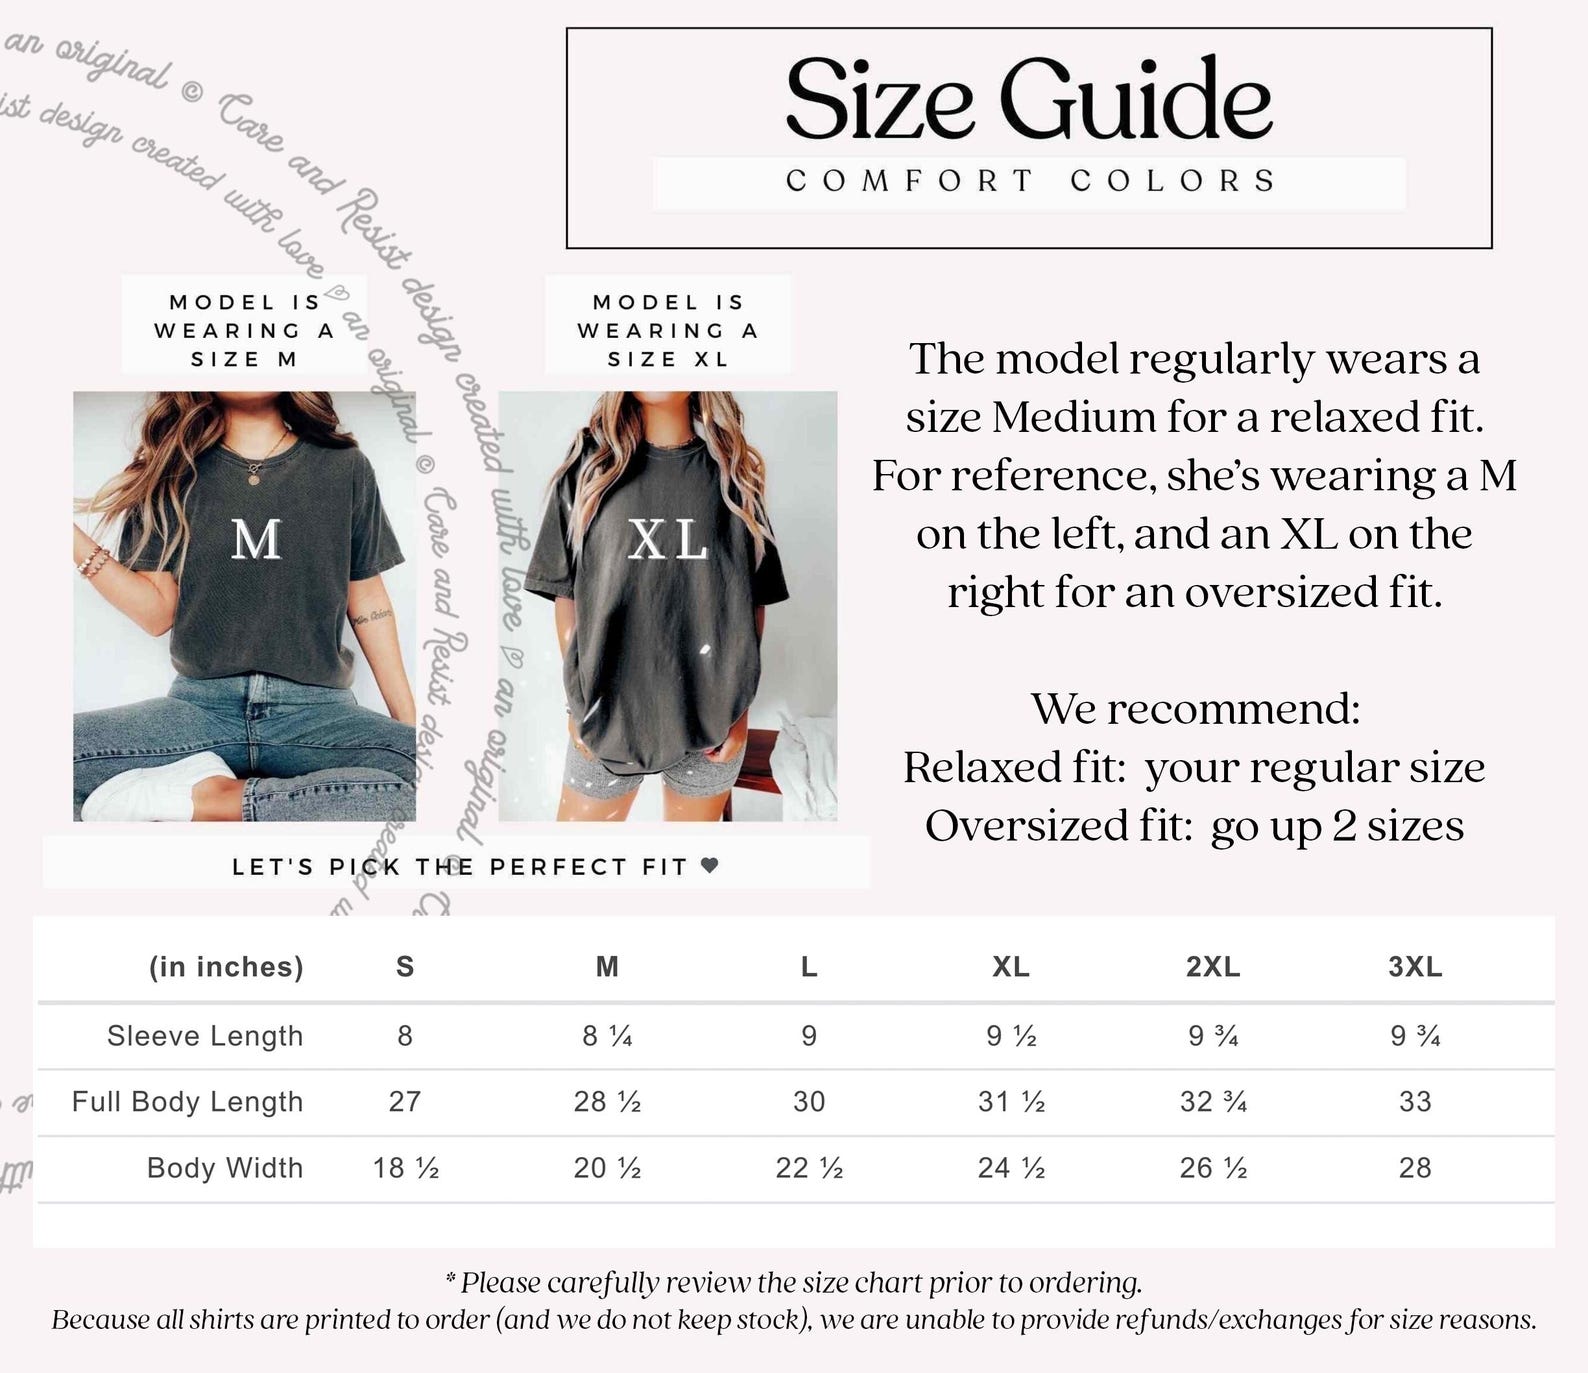 an original © Care and Resist design created with love ♡ an original © C
ist design created with love ♡ an original © Care and Resist design created w
Size Guide
COMFORT COLORS
MODEL IS
WEARING A
SIZE M
MODEL IS
WEARING A
SIZE XL
M
XL
The model regularly wears a
size Medium for a relaxed fit.
For reference, she's wearing a M
on the left, and an XL on the
right for an oversized fit.
We recommend:
Relaxed fit: your regular size
Oversized fit: go up 2 sizes
LET'S PICK THE PERFECT FIT ♥
(in inches) S M L XL 2XL 3XL
Sleeve Length 8 8 ¼ 9 9 ½ 9 ¾ 9 ¾
Full Body Length 27 28 ½ 30 31 ½ 32 ¾ 33
Body Width 18 ½ 20 ½ 22 ½ 24 ½ 26 ½ 28
* Please carefully review the size chart prior to ordering.
Because all shirts are printed to order (and we do not keep stock), we are unable to provide refunds/exchanges for size reasons.